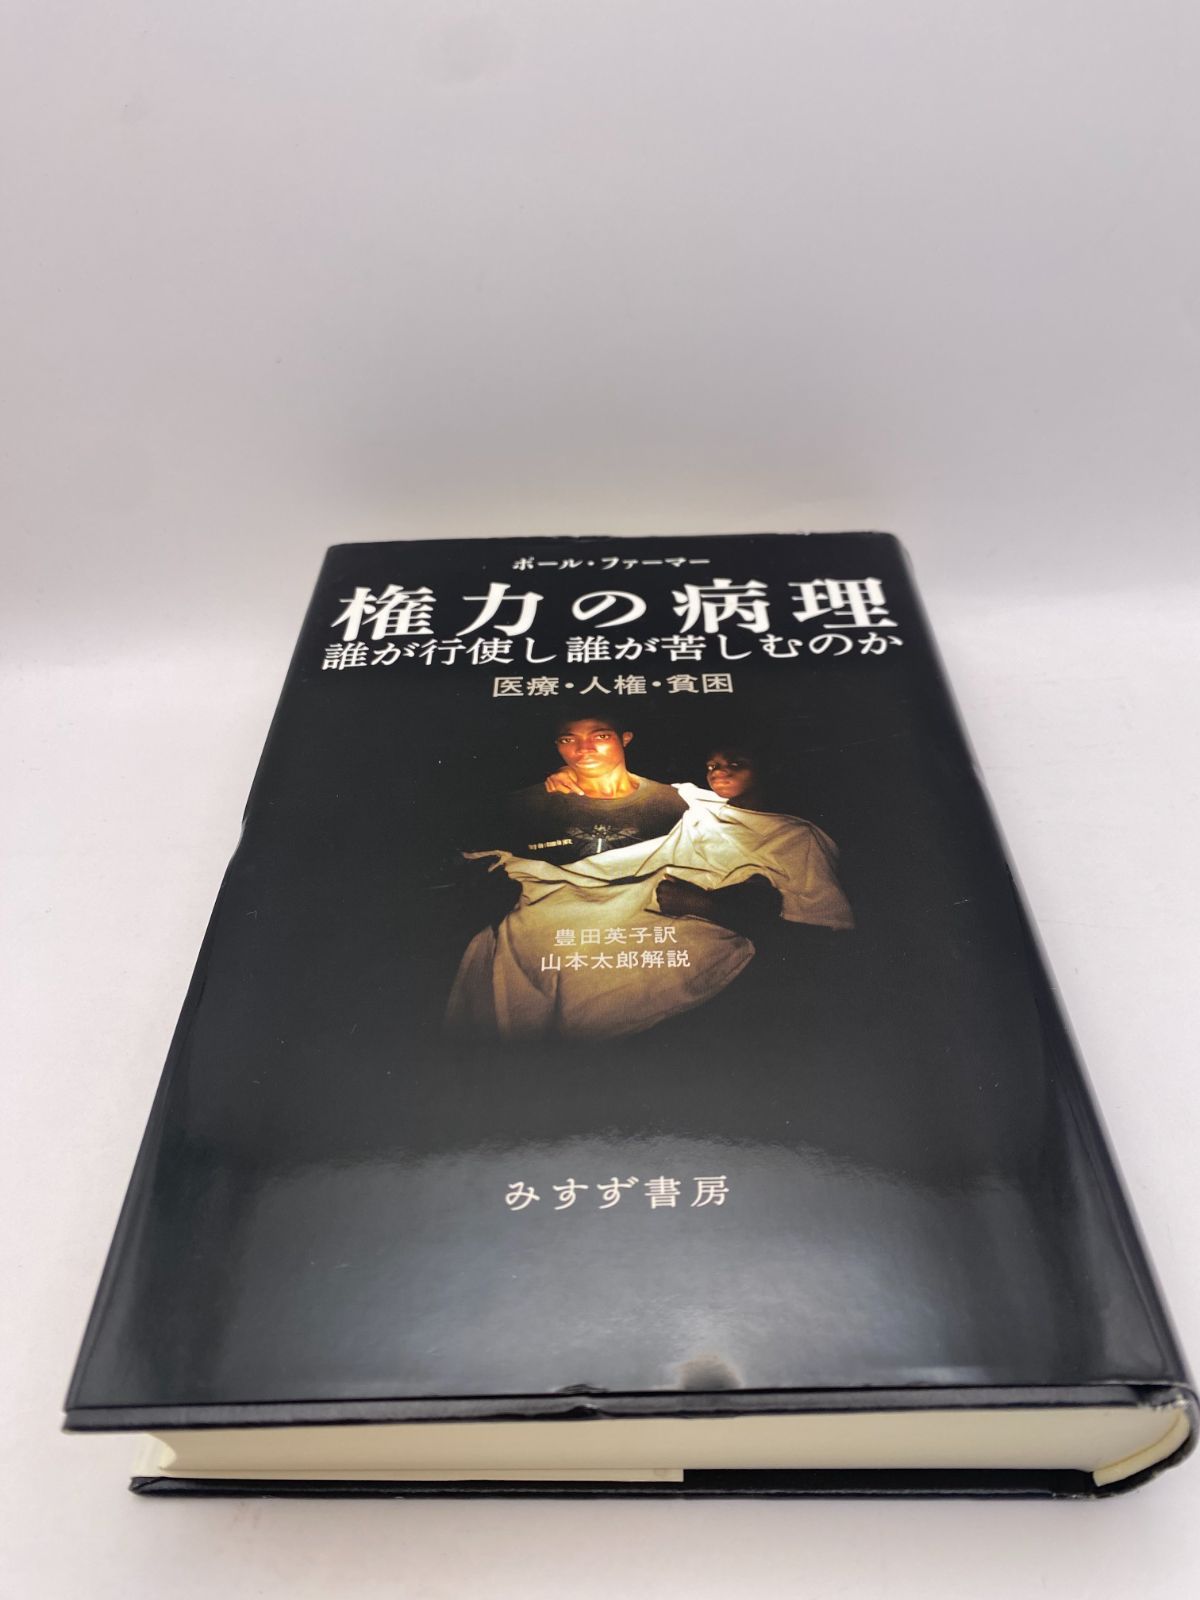 ポール・ファーマー
権力の病理
誰が行使し 誰が苦しむのか
医療・人権・貧困
豊田英子訳
山本太郎解説
みすず書房